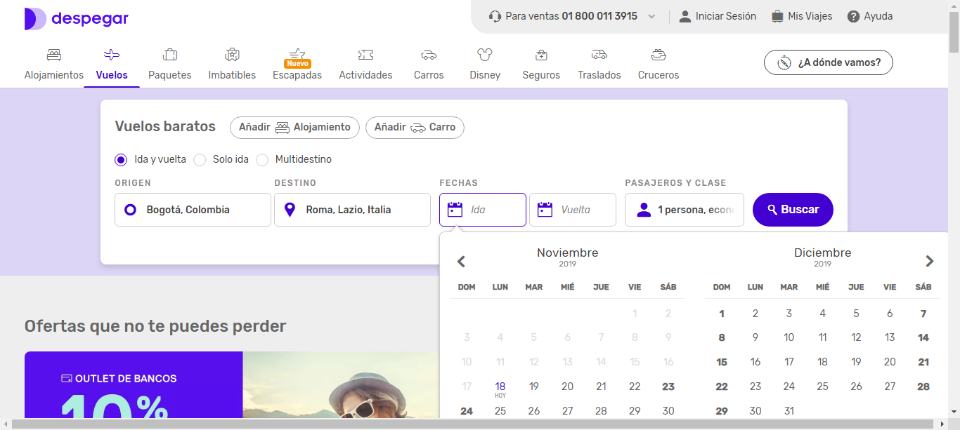 despegar
Para ventas 01 800 011 3915
Iniciar Sesión
Mis Viajes
Ayuda
Alojamientos
Vuelos
Paquetes
Imbatibles
Nuevo
Escapadas
Actividades
Carros
Disney
Seguros
Traslados
Cruceros
¿A dónde vamos?
Vuelos baratos
Añadir Alojamiento
Añadir Carro
Ida y vuelta
Solo ida
Multidestino
ORIGEN
DESTINO
FECHAS
PASAJEROS Y CLASE
Bogotá, Colombia
Roma, Lazio, Italia
Ida
Vuelta
1 persona, econ
Buscar
Noviembre
2019
DOM LUN MAR MIÉ JUE VIE SÁB
1 2
3 4 5 6 7 8 9
10 11 12 13 14 15 16
17 18 19 20 21 22 23
HOY
24 25 26 27 28 29 30
Diciembre
2019
DOM LUN MAR MIÉ JUE VIE SÁB
1 2 3 4 5 6 7
8 9 10 11 12 13 14
15 16 17 18 19 20 21
22 23 24 25 26 27 28
29 30 31
Ofertas que no te puedes perder
OUTLET DE BANCOS
10%